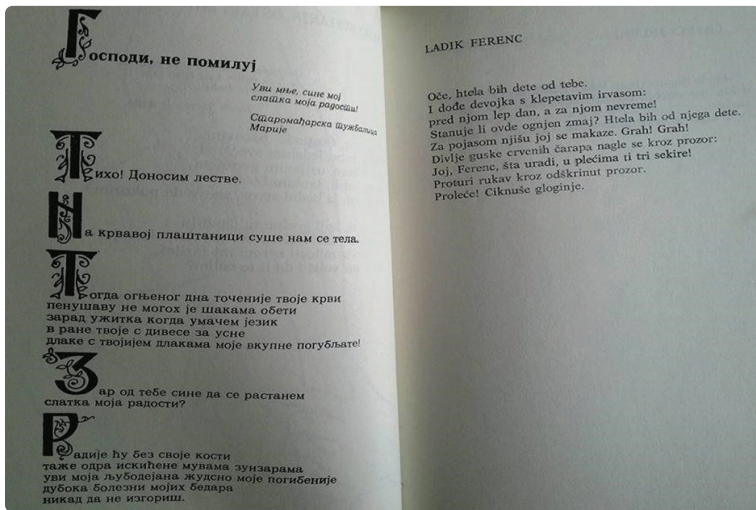 Господи, не помилуј
Уви мње, сине мој
слатка моја радости!
Старомађарска тужбалица
Марије
Тихо! Доносим лестве.
На крвавој плаштаници суше нам се тела.
Тогда огњеног дна точеније твоје крви
пенушаву не могох је шакама обети
зарад ужитка когда умачем језик
в ране твоје с дивесе за усне
длаке с твојијем длакама моје вкупне погубљате!
Зар од тебе сине да се растанем
слатка моја радости?
Радије ћу без своје кости
таже одра искићене мувама зунзарама
уви моја љубодејана жудсно моје погибеније
дубока болезни мојих бедара
никад да не изгориш.
LADIK FERENC
Oče, htela bih dete od tebe.
I dođe devojka s klepetavim irvasom:
pred njom lep dan, a za njom nevreme!
Stanuje li ovde ognjen zmaj? Htela bih od njega dete.
Za pojasom njišu joj se makaze. Grah! Grah!
Divlje guske crvenih čarapa nagle se kroz prozor:
Joj, Ferenc, šta uradi, u plećima ti tri sekire!
Proturi rukav kroz odškrinut prozor.
Proleće! Ciknuše gloginje.